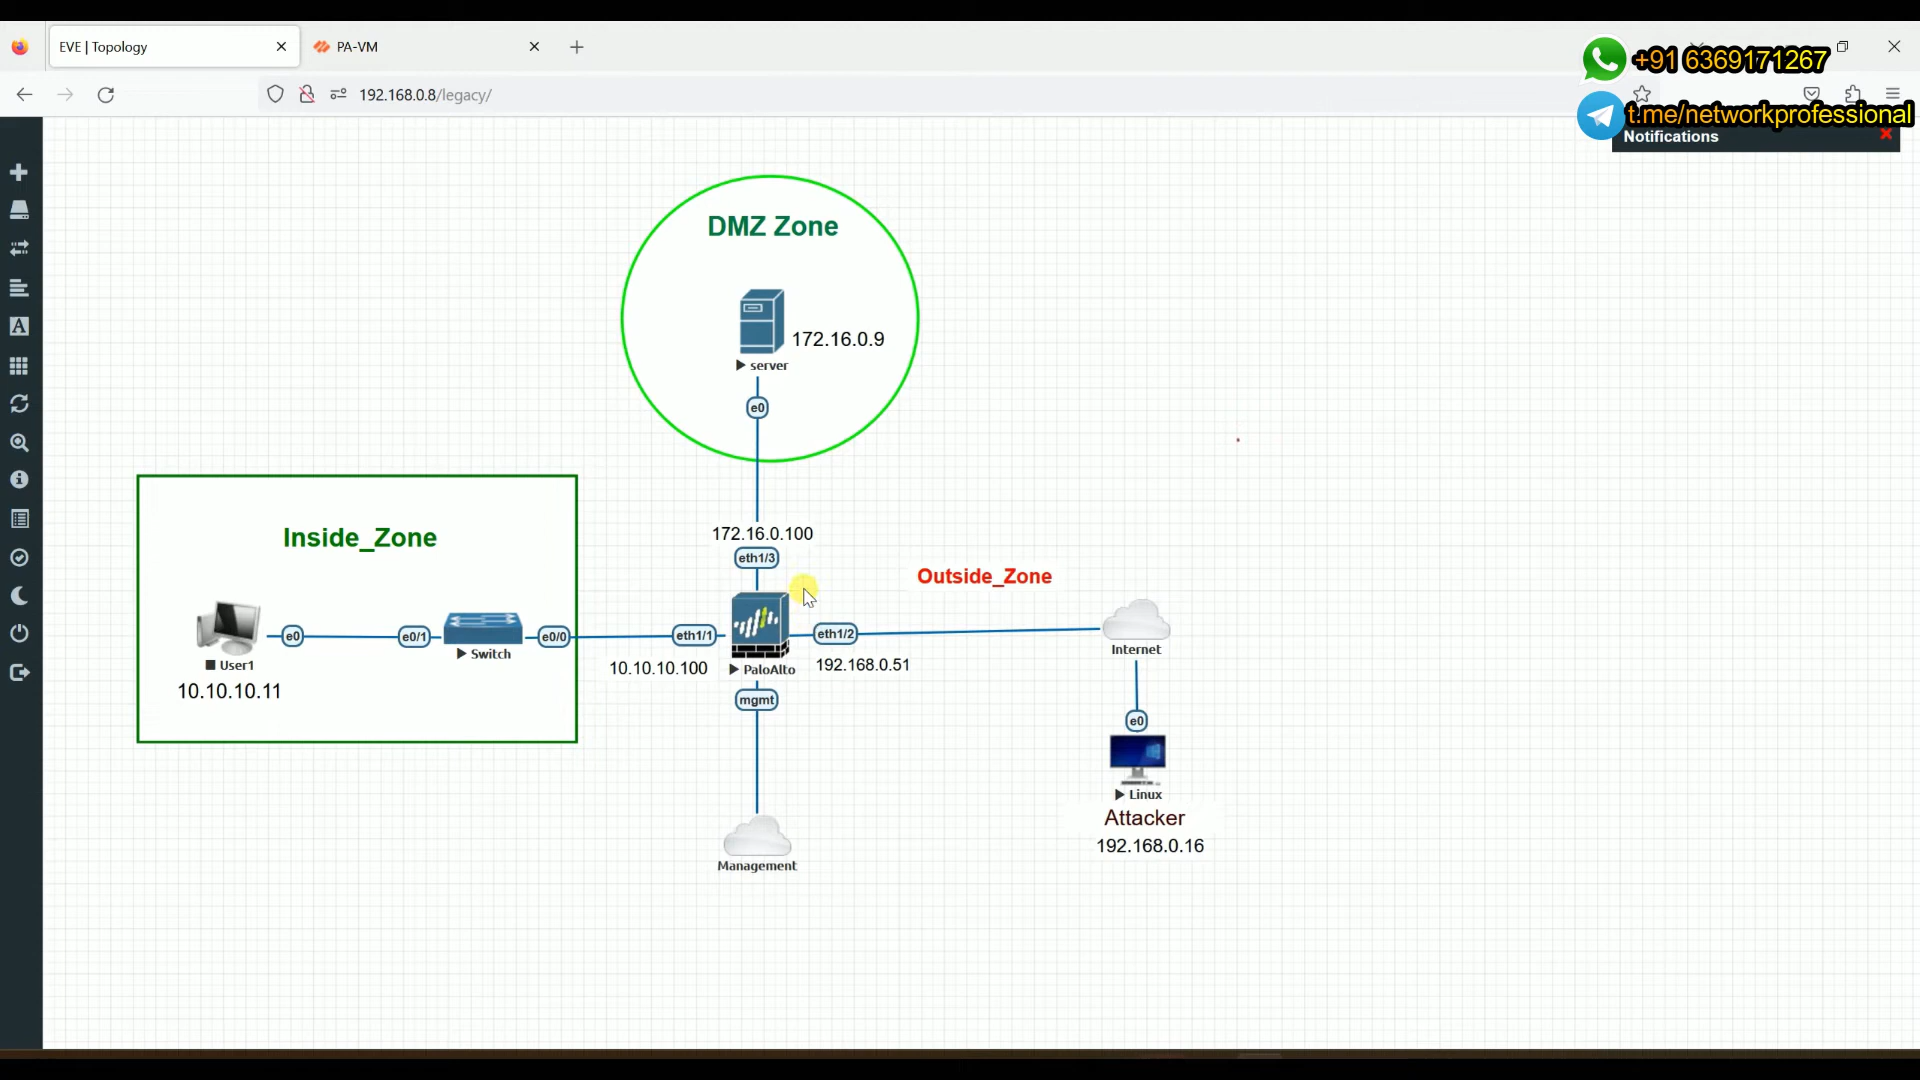 EVE | Topology
PA-VM
+91 6369171267
192.168.0.8/legacy/
t.me/networkprofessional
Notifications
DMZ Zone
172.16.0.9
server
e0
172.16.0.100
eth1/3
Inside_Zone
Outside_Zone
e0
e0/1
e0/0
eth1/1
eth1/2
Internet
User1
Switch
10.10.10.100
PaloAlto
192.168.0.51
10.10.10.11
mgmt
e0
Linux
Attacker
192.168.0.16
Management